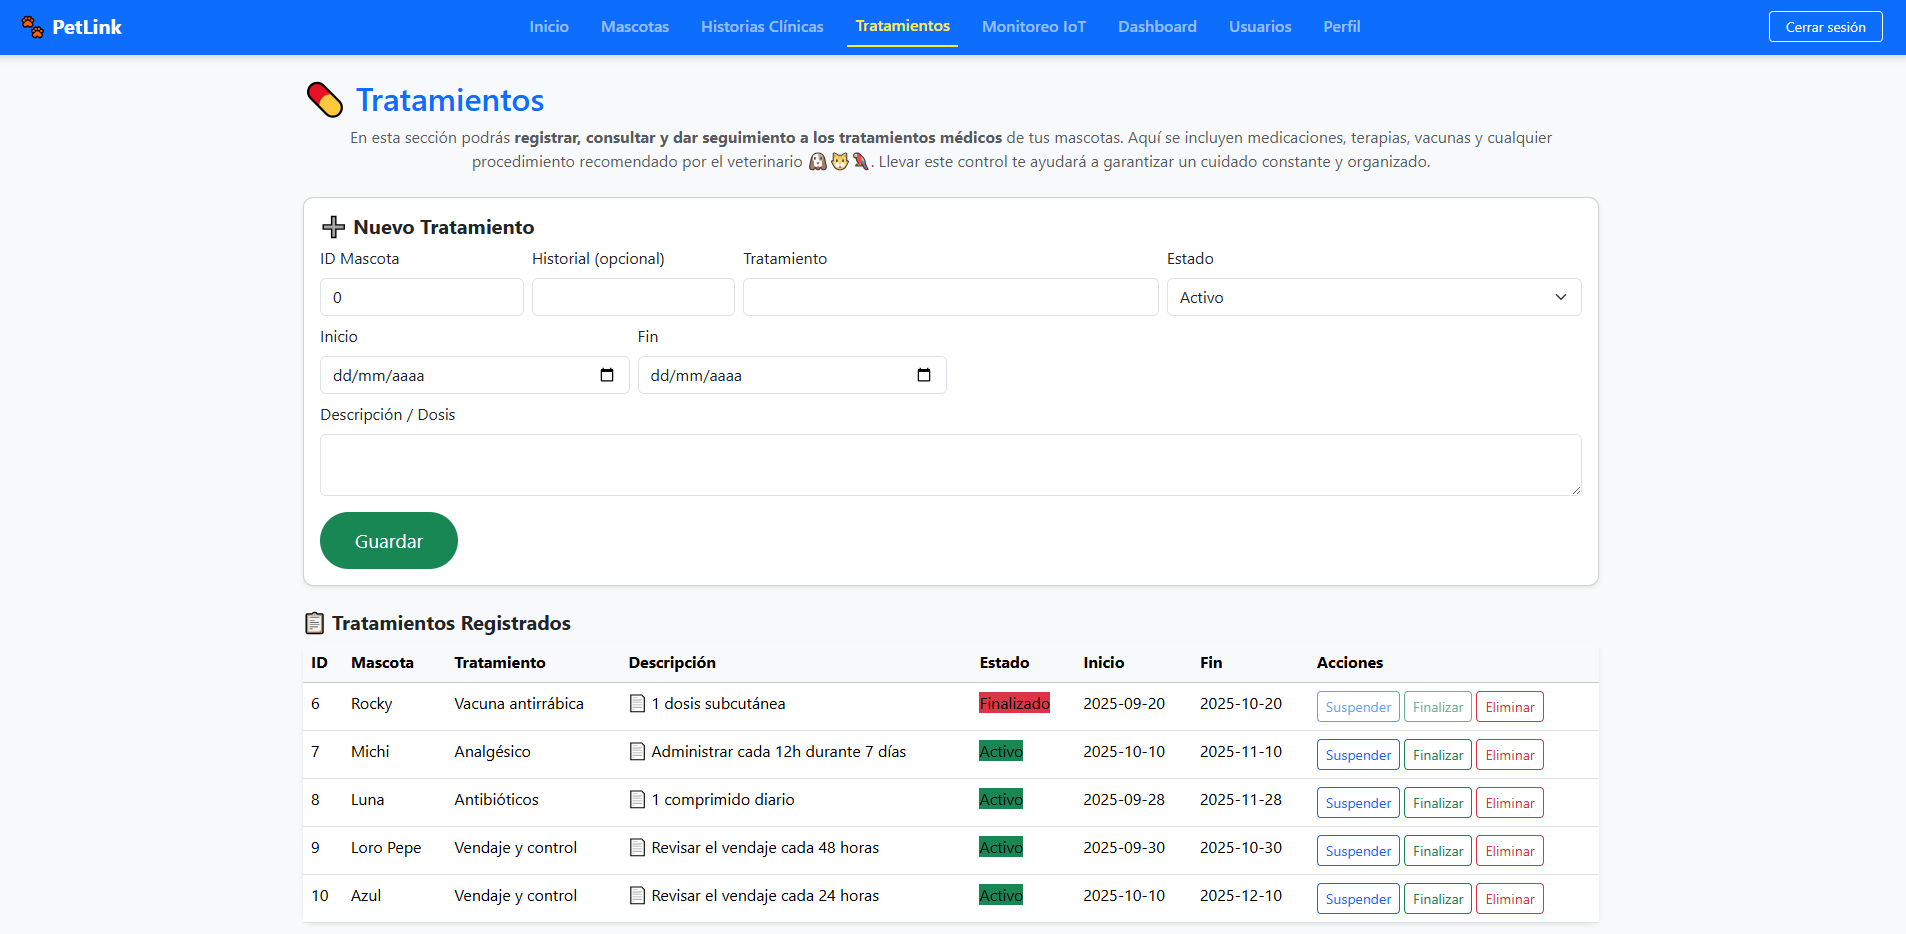 PetLink
Inicio Mascotas Historias Clínicas Tratamientos Monitoreo IoT Dashboard Usuarios Perfil Cerrar sesión
Tratamientos
En esta sección podrás registrar, consultar y dar seguimiento a los tratamientos médicos de tus mascotas. Aquí se incluyen medicaciones, terapias, vacunas y cualquier
procedimiento recomendado por el veterinario 🐶🐱🦜. Llevar este control te ayudará a garantizar un cuidado constante y organizado.
Nuevo Tratamiento
ID Mascota Historial (opcional) Tratamiento Estado
0 Activo
Inicio Fin
dd/mm/aaaa dd/mm/aaaa
Descripción / Dosis
Guardar
Tratamientos Registrados
ID Mascota Tratamiento Descripción Estado Inicio Fin Acciones
6 Rocky Vacuna antirrábica 1 dosis subcutánea Finalizado 2025-09-20 2025-10-20 Suspender Finalizar Eliminar
7 Michi Analgésico Administrar cada 12h durante 7 días Activo 2025-10-10 2025-11-10 Suspender Finalizar Eliminar
8 Luna Antibióticos 1 comprimido diario Activo 2025-09-28 2025-11-28 Suspender Finalizar Eliminar
9 Loro Pepe Vendaje y control Revisar el vendaje cada 48 horas Activo 2025-09-30 2025-10-30 Suspender Finalizar Eliminar
10 Azul Vendaje y control Revisar el vendaje cada 24 horas Activo 2025-10-10 2025-12-10 Suspender Finalizar Eliminar